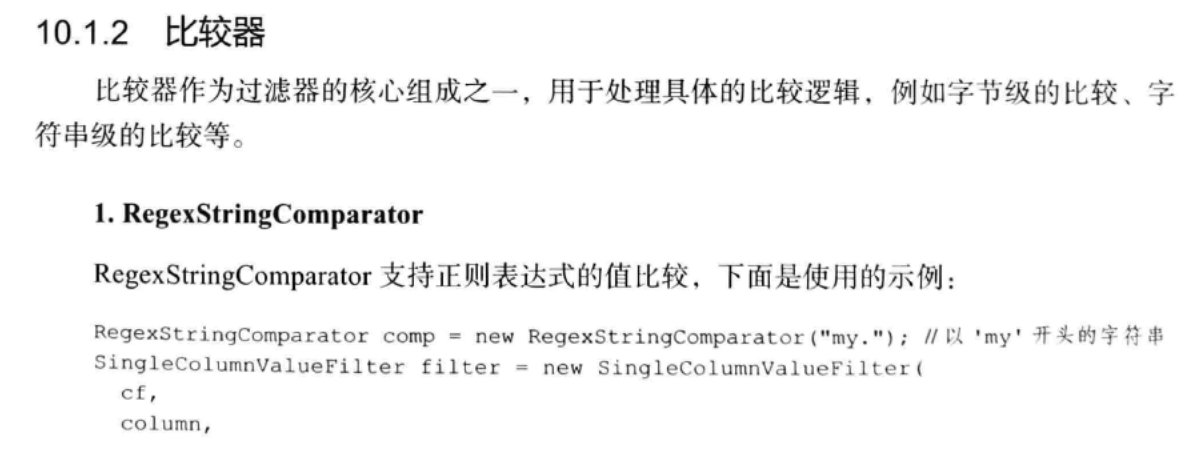 10.1.2 比较器
比较器作为过滤器的核心组成之一，用于处理具体的比较逻辑，例如字节级的比较、字
符串级的比较等。
1. RegexStringComparator
RegexStringComparator 支持正则表达式的值比较，下面是使用的示例：
RegexStringComparator comp = new RegexStringComparator("my."); // 以 'my' 开头的字符串
SingleColumnValueFilter filter = new SingleColumnValueFilter(
cf,
column,